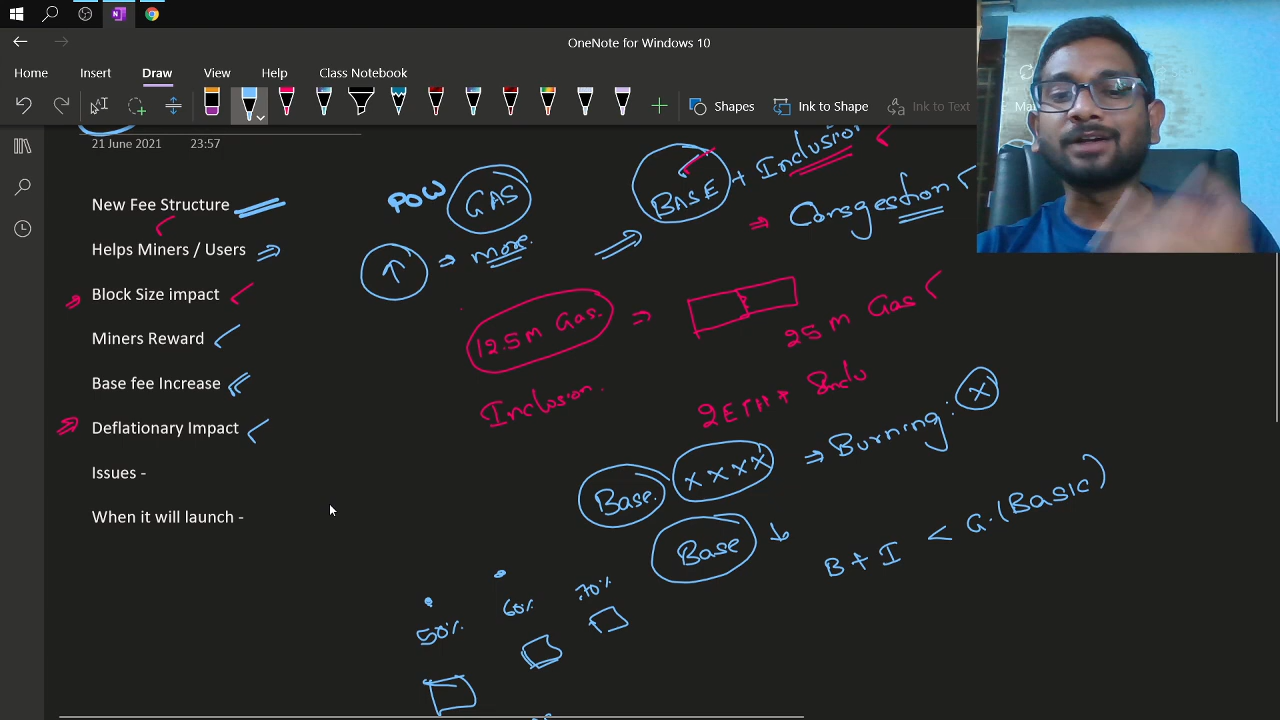 OneNote for Windows 10
Home Insert Draw View Help Class Notebook
Shapes Ink to Shape Ink to Text
21 June 2021 23:57
New Fee Structure
Helps Miners / Users
Block Size impact
Miners Reward
Base fee Increase
Deflationary Impact
Issues -
When it will launch -
POW GAS
↑ ⇒ more.
⇒ BASE + Inclusion
⇒ Consgestion
12.5m Gas. ⇒
25 m Gas
Inclusion.
2ETH +
Base. xxxx ⇒ Burning: X
Base ↓
B + I < G.(Basic)
50% 60% 70%